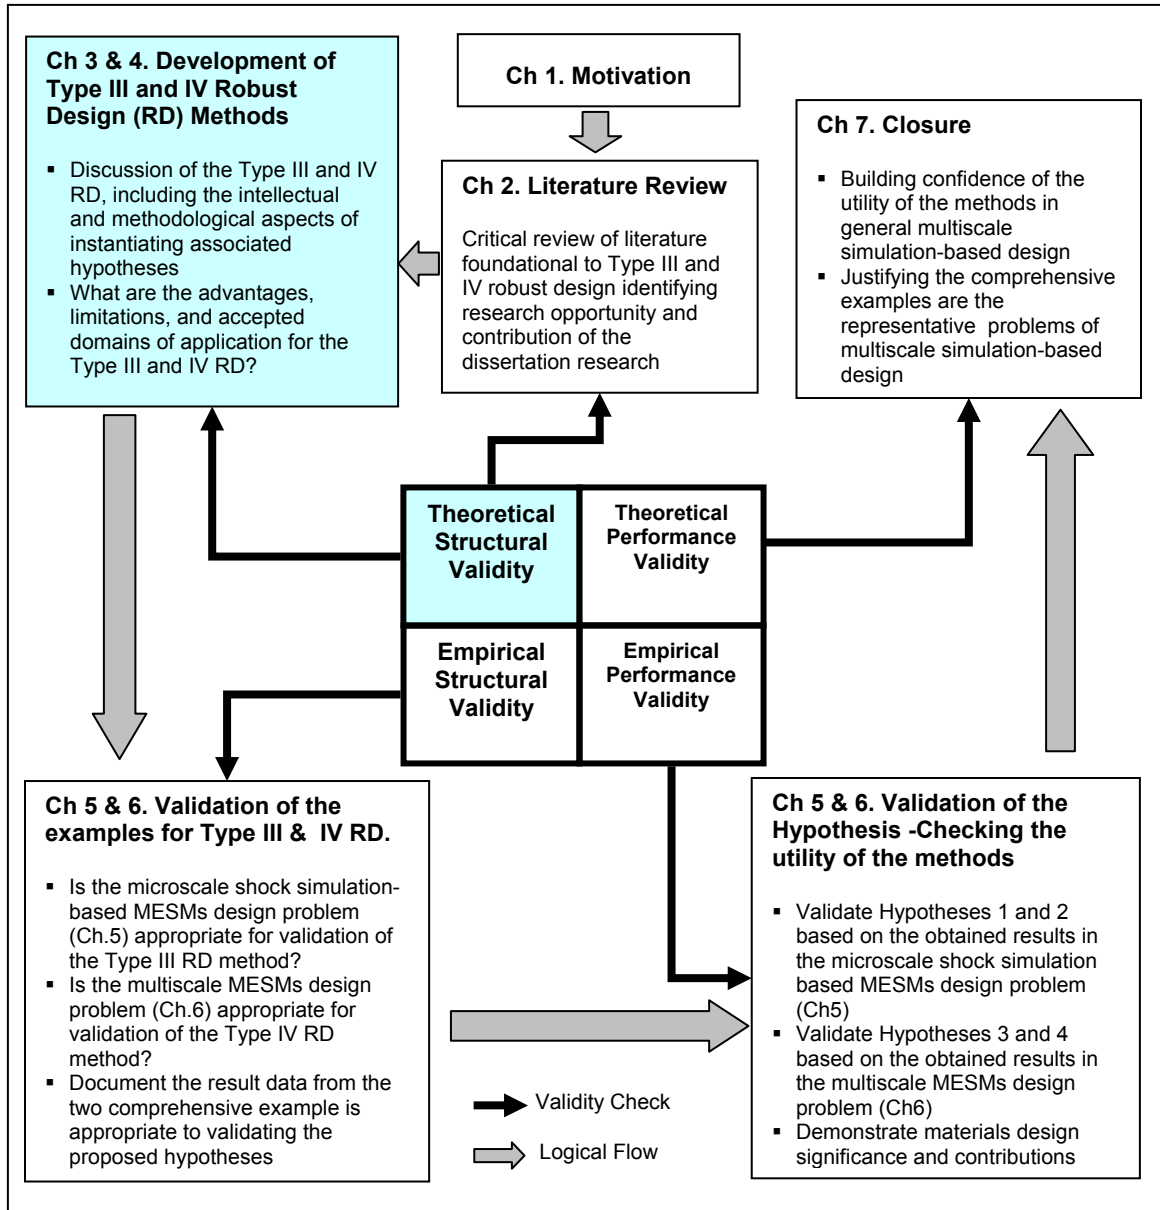 Ch 3 & 4. Development of
Type III and IV Robust
Design (RD) Methods
▪ Discussion of the Type III and IV
RD, including the intellectual
and methodological aspects of
instantiating associated
hypotheses
▪ What are the advantages,
limitations, and accepted
domains of application for the
Type III and IV RD?
Ch 1. Motivation
Ch 2. Literature Review
Critical review of literature
foundational to Type III and
IV robust design identifying
research opportunity and
contribution of the
dissertation research
Ch 7. Closure
▪ Building confidence of the
utility of the methods in
general multiscale
simulation-based design
▪ Justifying the comprehensive
examples are the
representative problems of
multiscale simulation-based
design
Theoretical
Structural
Validity
Theoretical
Performance
Validity
Empirical
Structural
Validity
Empirical
Performance
Validity
Ch 5 & 6. Validation of the
examples for Type III & IV RD.
▪ Is the microscale shock simulation-
based MESMs design problem
(Ch.5) appropriate for validation of
the Type III RD method?
▪ Is the multiscale MESMs design
problem (Ch.6) appropriate for
validation of the Type IV RD
method?
▪ Document the result data from the
two comprehensive example is
appropriate to validating the
proposed hypotheses
Validity Check
Logical Flow
Ch 5 & 6. Validation of the
Hypothesis -Checking the
utility of the methods
▪ Validate Hypotheses 1 and 2
based on the obtained results in
the microscale shock simulation
based MESMs design problem
(Ch5)
▪ Validate Hypotheses 3 and 4
based on the obtained results in
the multiscale MESMs design
problem (Ch6)
▪ Demonstrate materials design
significance and contributions